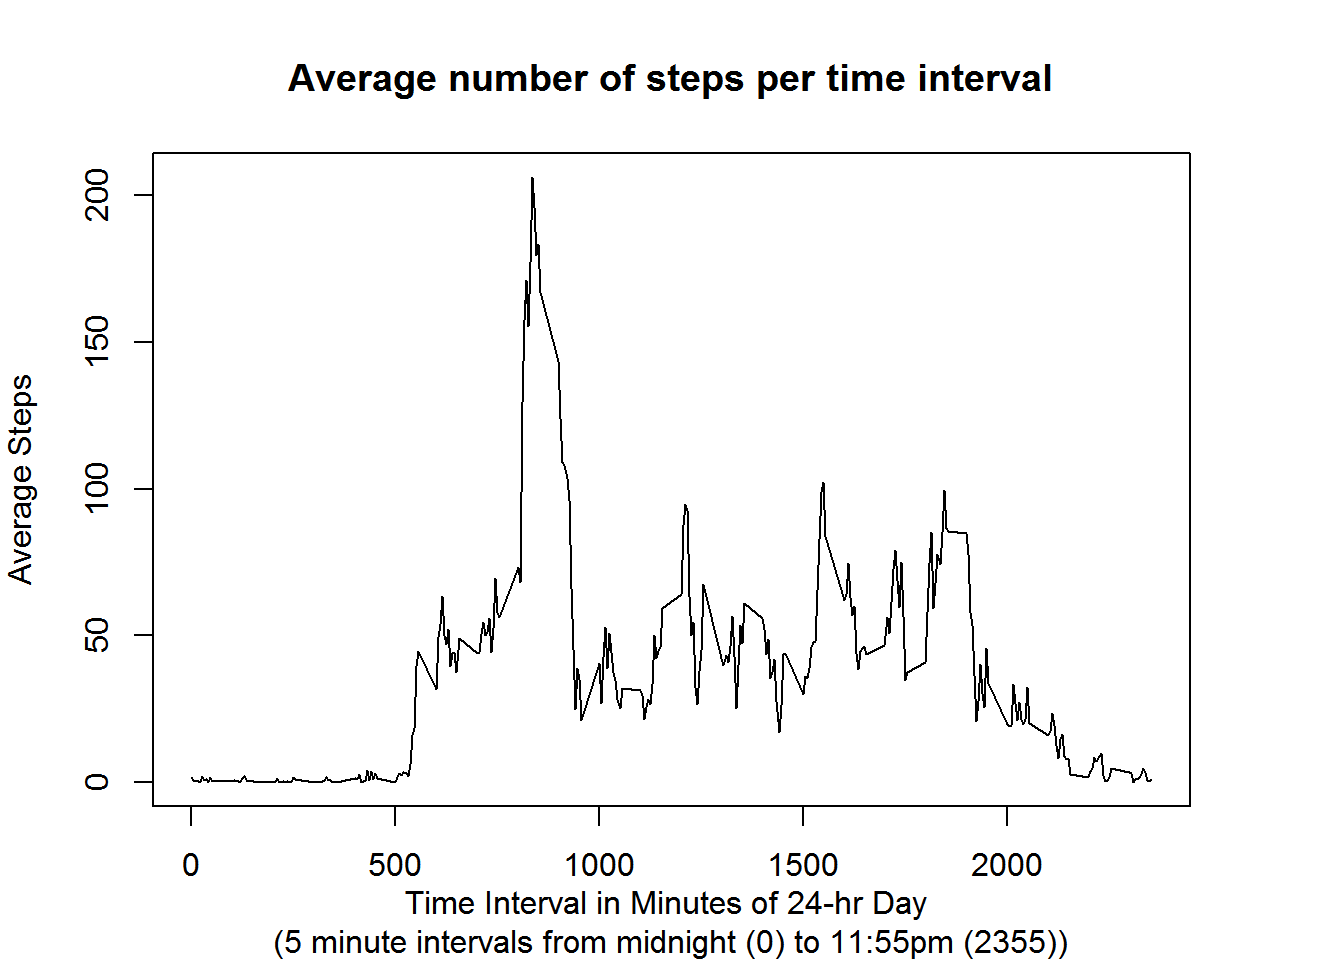 Average number of steps per time interval
Average Steps
200
150
100
50
0
0 500 1000 1500 2000
Time Interval in Minutes of 24-hr Day
(5 minute intervals from midnight (0) to 11:55pm (2355))